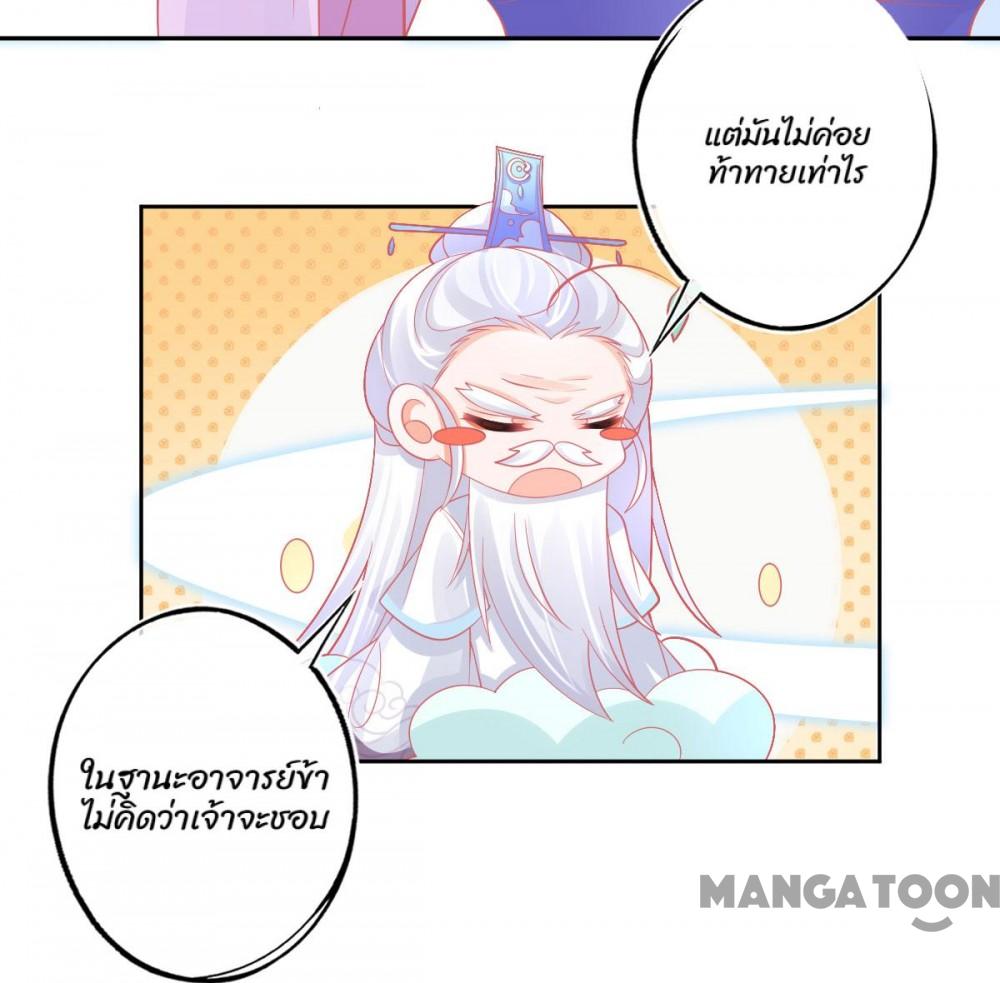 แต่มันไม่ค่อย
ท้าทายเท่าไร
ในฐานะอาจารย์ข้า
ไม่คิดว่าเจ้าจะชอบ
MANGA TOON